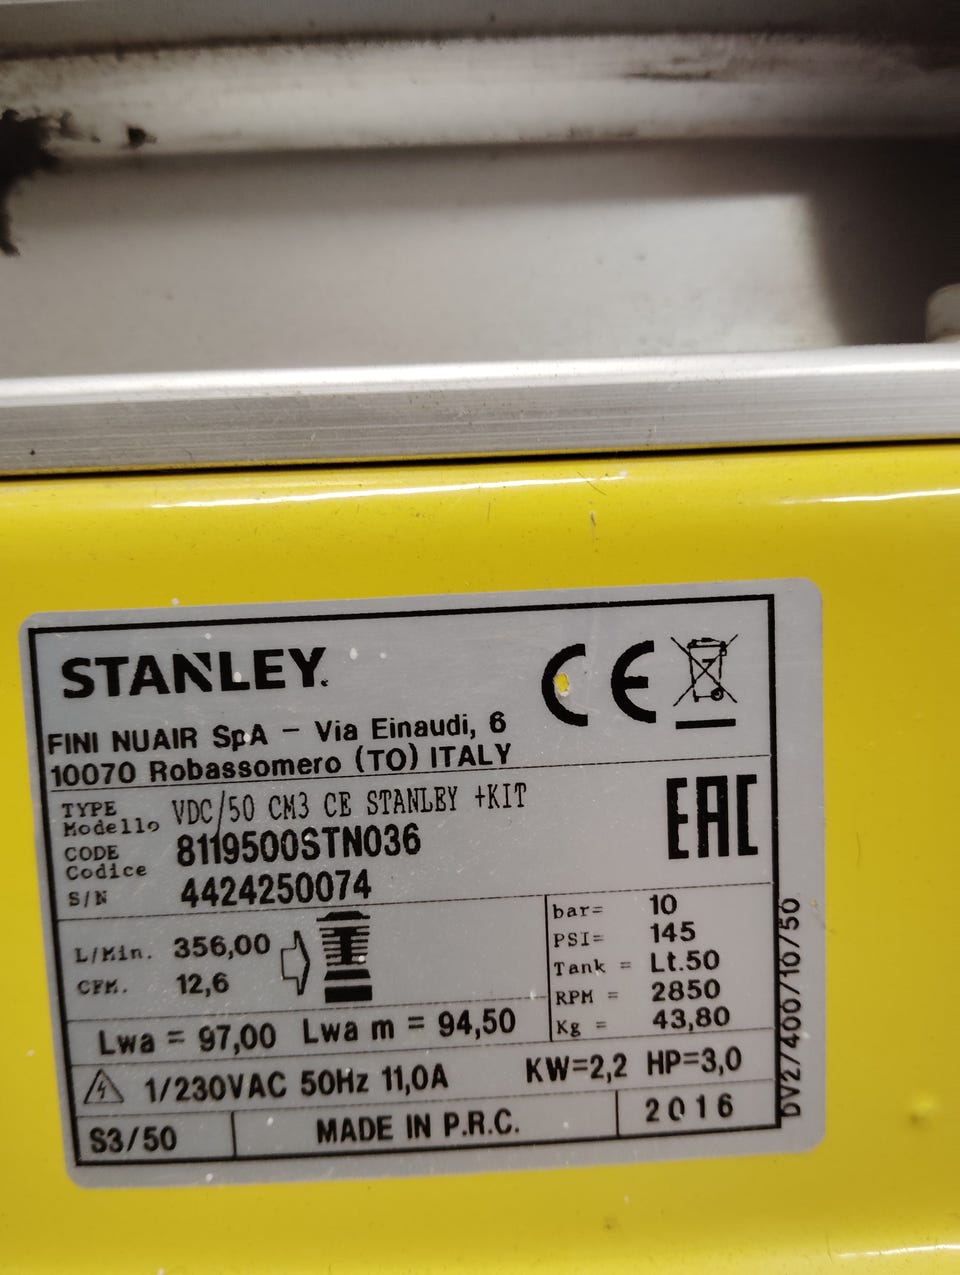 STANLEY.
CE
FINI NUAIR SpA - Via Einaudi, 6
10070 Robassomero (TO) ITALY
TYPE
Modello
VDC/50 CM3 CE STANLEY +KIT
CODE
Codice
8119500STN036
S/N 4424250074
EAC
L/Min. 356,00
CFM. 12,6
bar= 10
PSI= 145
Tank = Lt.50
RPM = 2850
Kg = 43,80
Lwa = 97,00 Lwa m = 94,50
1/230VAC 50Hz 11,0A KW=2,2 HP=3,0
S3/50 MADE IN P.R.C. 2016
DV2/400/10/50